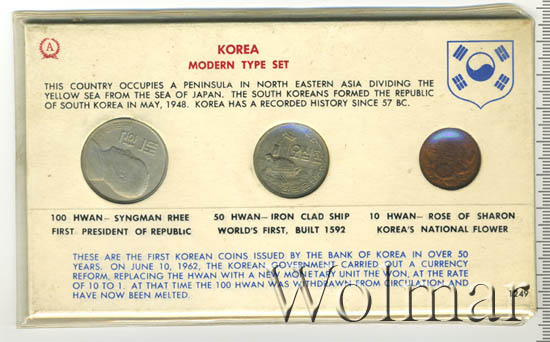 A
KOREA
MODERN TYPE SET
THIS COUNTRY OCCUPIES A PENINSULA IN NORTH EASTERN ASIA DIVIDING THE
YELLOW SEA FROM THE SEA OF JAPAN. THE SOUTH KOREANS FORMED THE REPUBLIC
OF SOUTH KOREA IN MAY, 1948. KOREA HAS A RECORDED HISTORY SINCE 57 BC.
100 HWAN— SYNGMAN RHEE
FIRST PRESIDENT OF REPUBLIC
50 HWAN— IRON CLAD SHIP
WORLD'S FIRST, BUILT 1592
10 HWAN— ROSE OF SHARON
KOREA'S NATIONAL FLOWER
THESE ARE THE FIRST KOREAN COINS ISSUED BY THE BANK OF KOREA IN OVER 50
YEARS. ON JUNE 10, 1962, THE KOREAN GOVERNMENT CARRIED OUT A CURRENCY
REFORM, REPLACING THE HWAN WITH A NEW MONETARY UNIT THE WON, AT THE RATE
OF 10 TO 1. AT THAT TIME THE 100 HWAN WAS WITHDRAWN FROM CIRCULATION AND
HAVE NOW BEEN MELTED.
1249
Wolmar